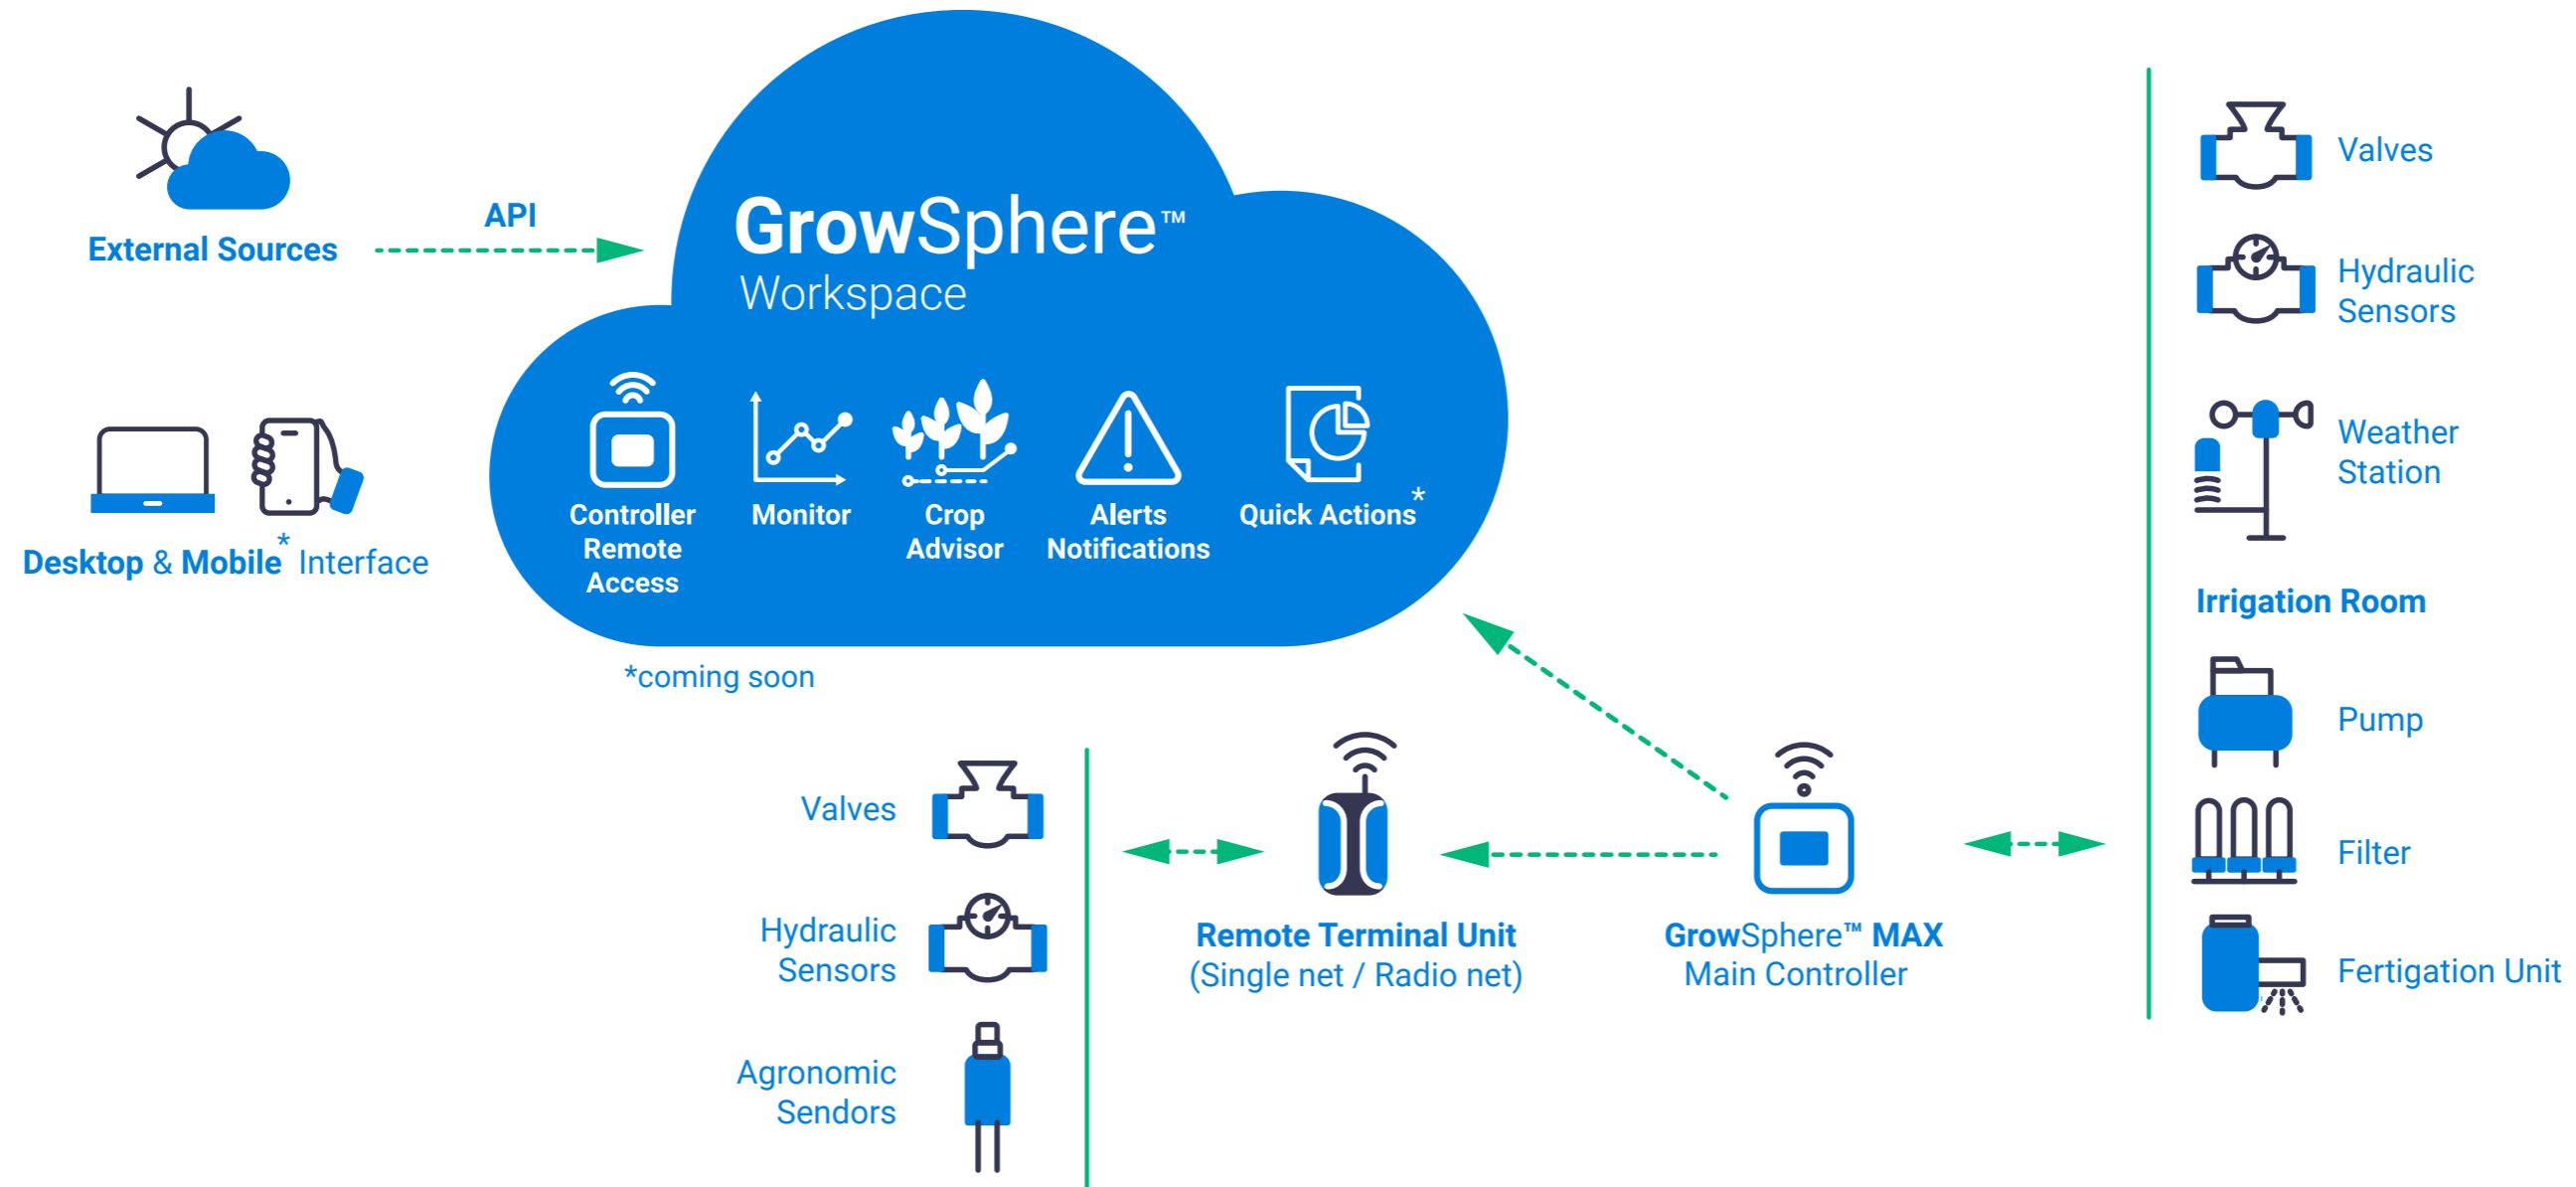 API
External Sources
GrowSphere™
Workspace
Controller
Remote
Access
Monitor
Crop
Advisor
Alerts
Notifications
Quick Actions*
Desktop & Mobile* Interface
*coming soon
Valves
Hydraulic
Sensors
Weather
Station
Irrigation Room
Pump
Filter
Fertigation Unit
Valves
Hydraulic
Sensors
Agronomic
Sendors
Remote Terminal Unit
(Single net / Radio net)
GrowSphere™ MAX
Main Controller